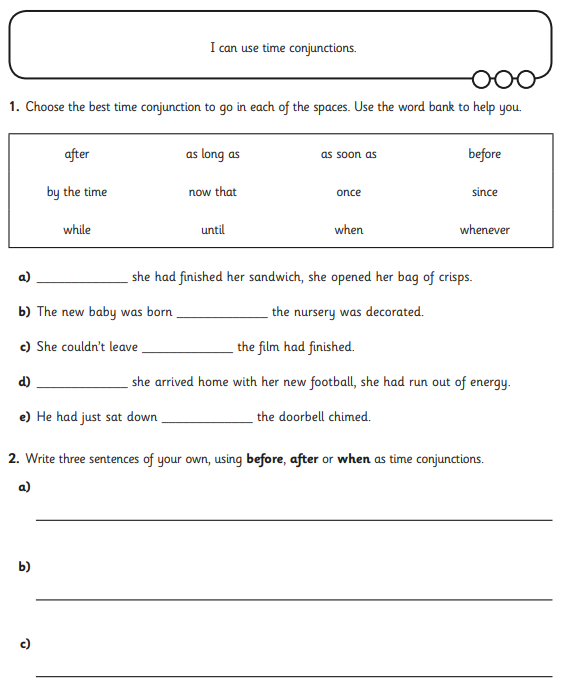 I can use time conjunctions.
1. Choose the best time conjunction to go in each of the spaces. Use the word bank to help you.
after as long as as soon as before
by the time now that once since
while until when whenever
a) _____________ she had finished her sandwich, she opened her bag of crisps.
b) The new baby was born _____________ the nursery was decorated.
c) She couldn't leave _____________ the film had finished.
d) _____________ she arrived home with her new football, she had run out of energy.
e) He had just sat down _____________ the doorbell chimed.
2. Write three sentences of your own, using before, after or when as time conjunctions.
a)
b)
c)